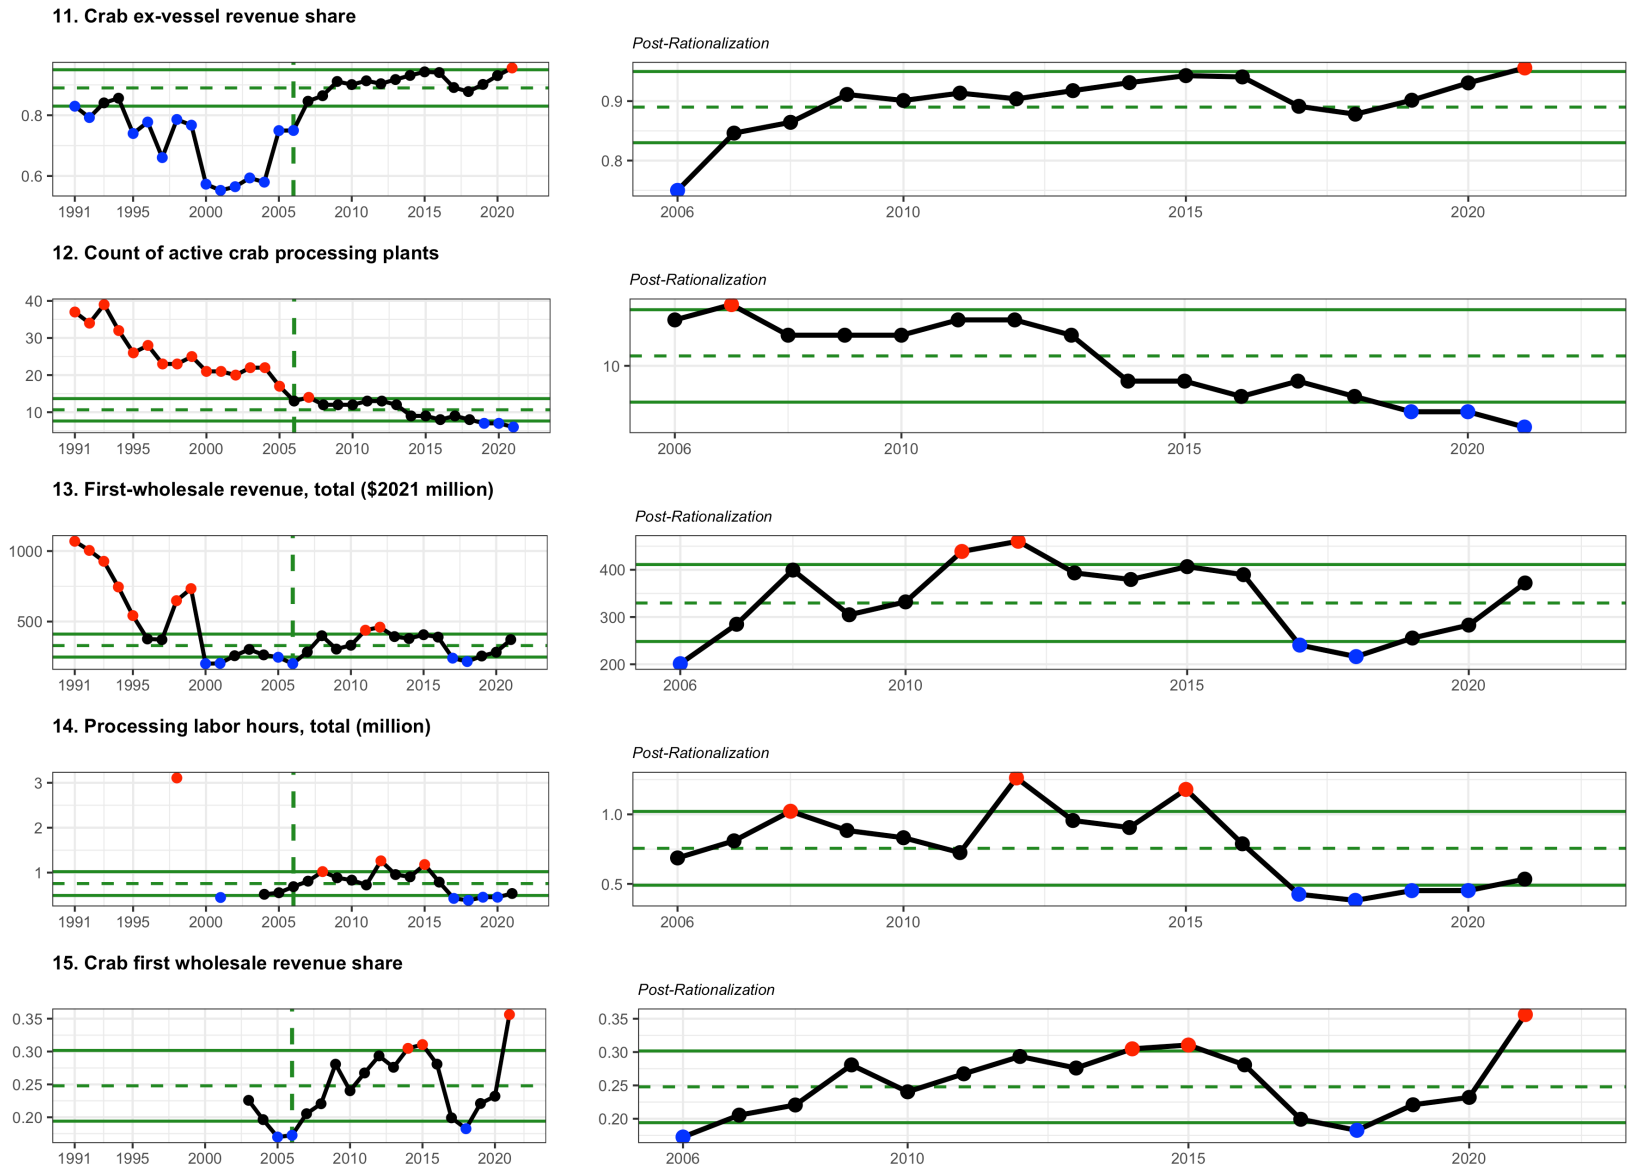 11. Crab ex-vessel revenue share
Post-Rationalization
0.8
0.6
1991 1995 2000 2005 2010 2015 2020
0.9
0.8
2006 2010 2015 2020
12. Count of active crab processing plants
Post-Rationalization
40
30
20
10
1991 1995 2000 2005 2010 2015 2020
10
2006 2010 2015 2020
13. First-wholesale revenue, total ($2021 million)
Post-Rationalization
1000
500
1991 1995 2000 2005 2010 2015 2020
400
300
200
2006 2010 2015 2020
14. Processing labor hours, total (million)
Post-Rationalization
3
2
1
1991 1995 2000 2005 2010 2015 2020
1.0
0.5
2006 2010 2015 2020
15. Crab first wholesale revenue share
Post-Rationalization
0.35
0.30
0.25
0.20
1991 1995 2000 2005 2010 2015 2020
0.35
0.30
0.25
0.20
2006 2010 2015 2020